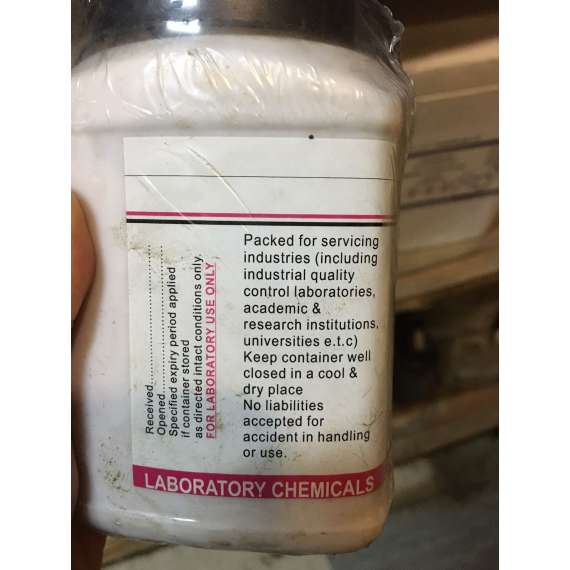 Received............................
Opened............................
Specified expiry period applied
if container stored
as directed intact conditions only.
FOR LABORATORY USE ONLY
Packed for servicing
industries (including
industrial quality
control laboratories,
academic &
research institutions,
universities e.t.c)
Keep container well
closed in a cool &
dry place
No liabilities
accepted for
accident in handling
or use.
LABORATORY CHEMICALS